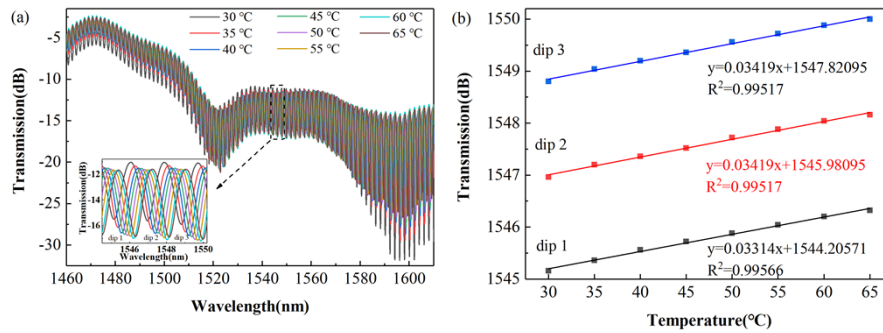 (a)
30 ℃ 45 ℃ 60 ℃
35 ℃ 50 ℃ 65 ℃
40 ℃ 55 ℃
Transmission(dB)
-5
-10
-15
-20
-25
-30
1460 1480 1500 1520 1540 1560 1580 1600
Wavelength(nm)
Transmission(dB)
-12
-14
-16
dip 1 dip 2 dip 3
1546 1548 1550
Wavelength(nm)
(b)
Transmission(dB)
1550
1549
1548
1547
1546
1545
dip 3
y=0.03419x+1547.82095
R²=0.99517
dip 2
y=0.03419x+1545.98095
R²=0.99517
dip 1
y=0.03314x+1544.20571
R²=0.99566
30 35 40 45 50 55 60 65
Temperature(℃)